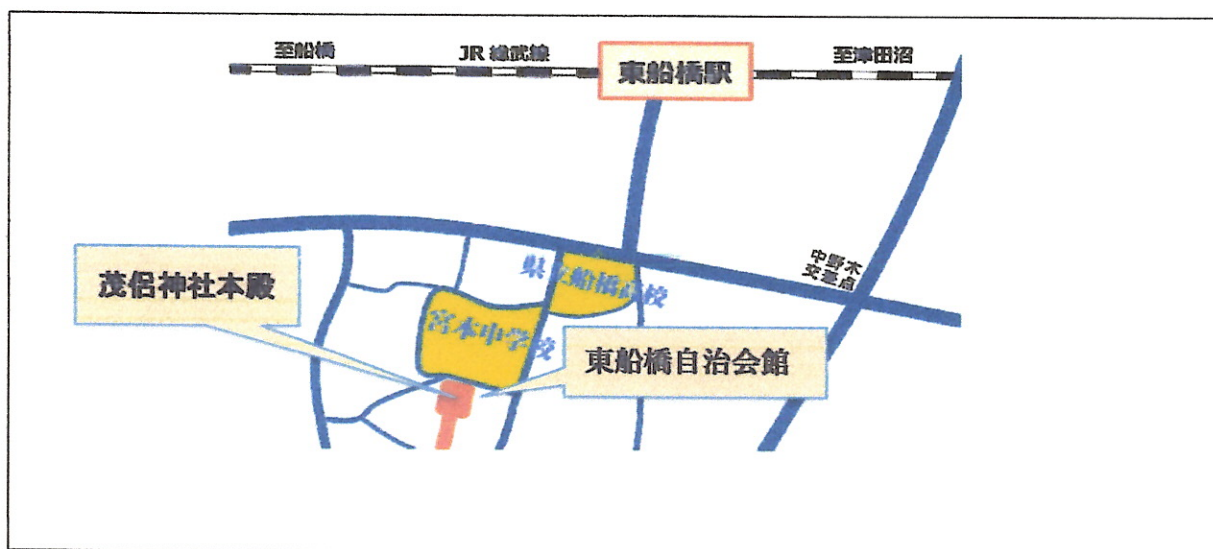 至船橋
JR 総武線
東船橋駅
至津田沼
中野木
交差点
県立船橋高校
茂侶神社本殿
宮本中学校
東船橋自治会館